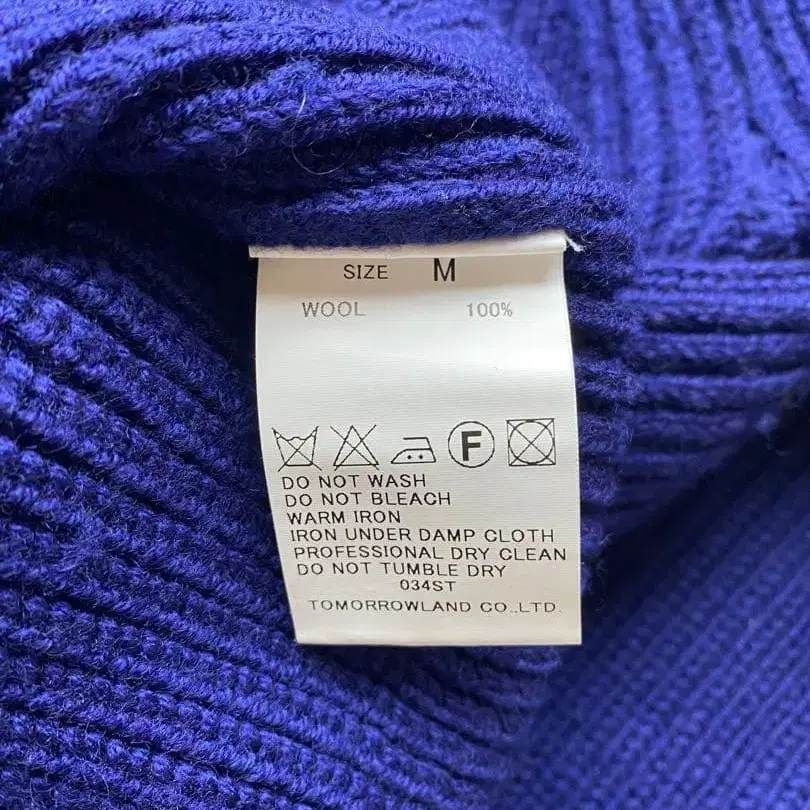 SIZE M
WOOL 100%
F
DO NOT WASH
DO NOT BLEACH
WARM IRON
IRON UNDER DAMP CLOTH
PROFESSIONAL DRY CLEAN
DO NOT TUMBLE DRY
034ST
TOMORROWLAND CO.,LTD.